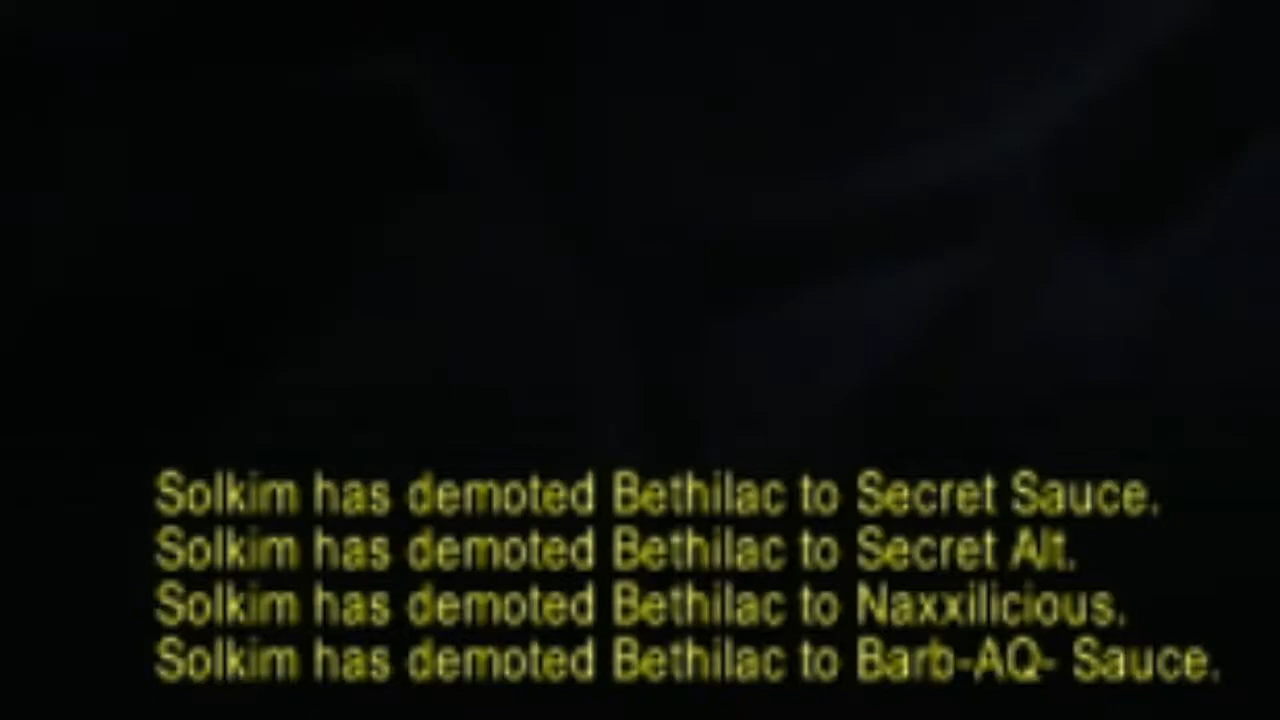 Solkim has demoted Bethilac to Secret Sauce.
Solkim has demoted Bethilac to Secret Alt.
Solkim has demoted Bethilac to Naxxilicious.
Solkim has demoted Bethilac to Barb-AQ- Sauce.